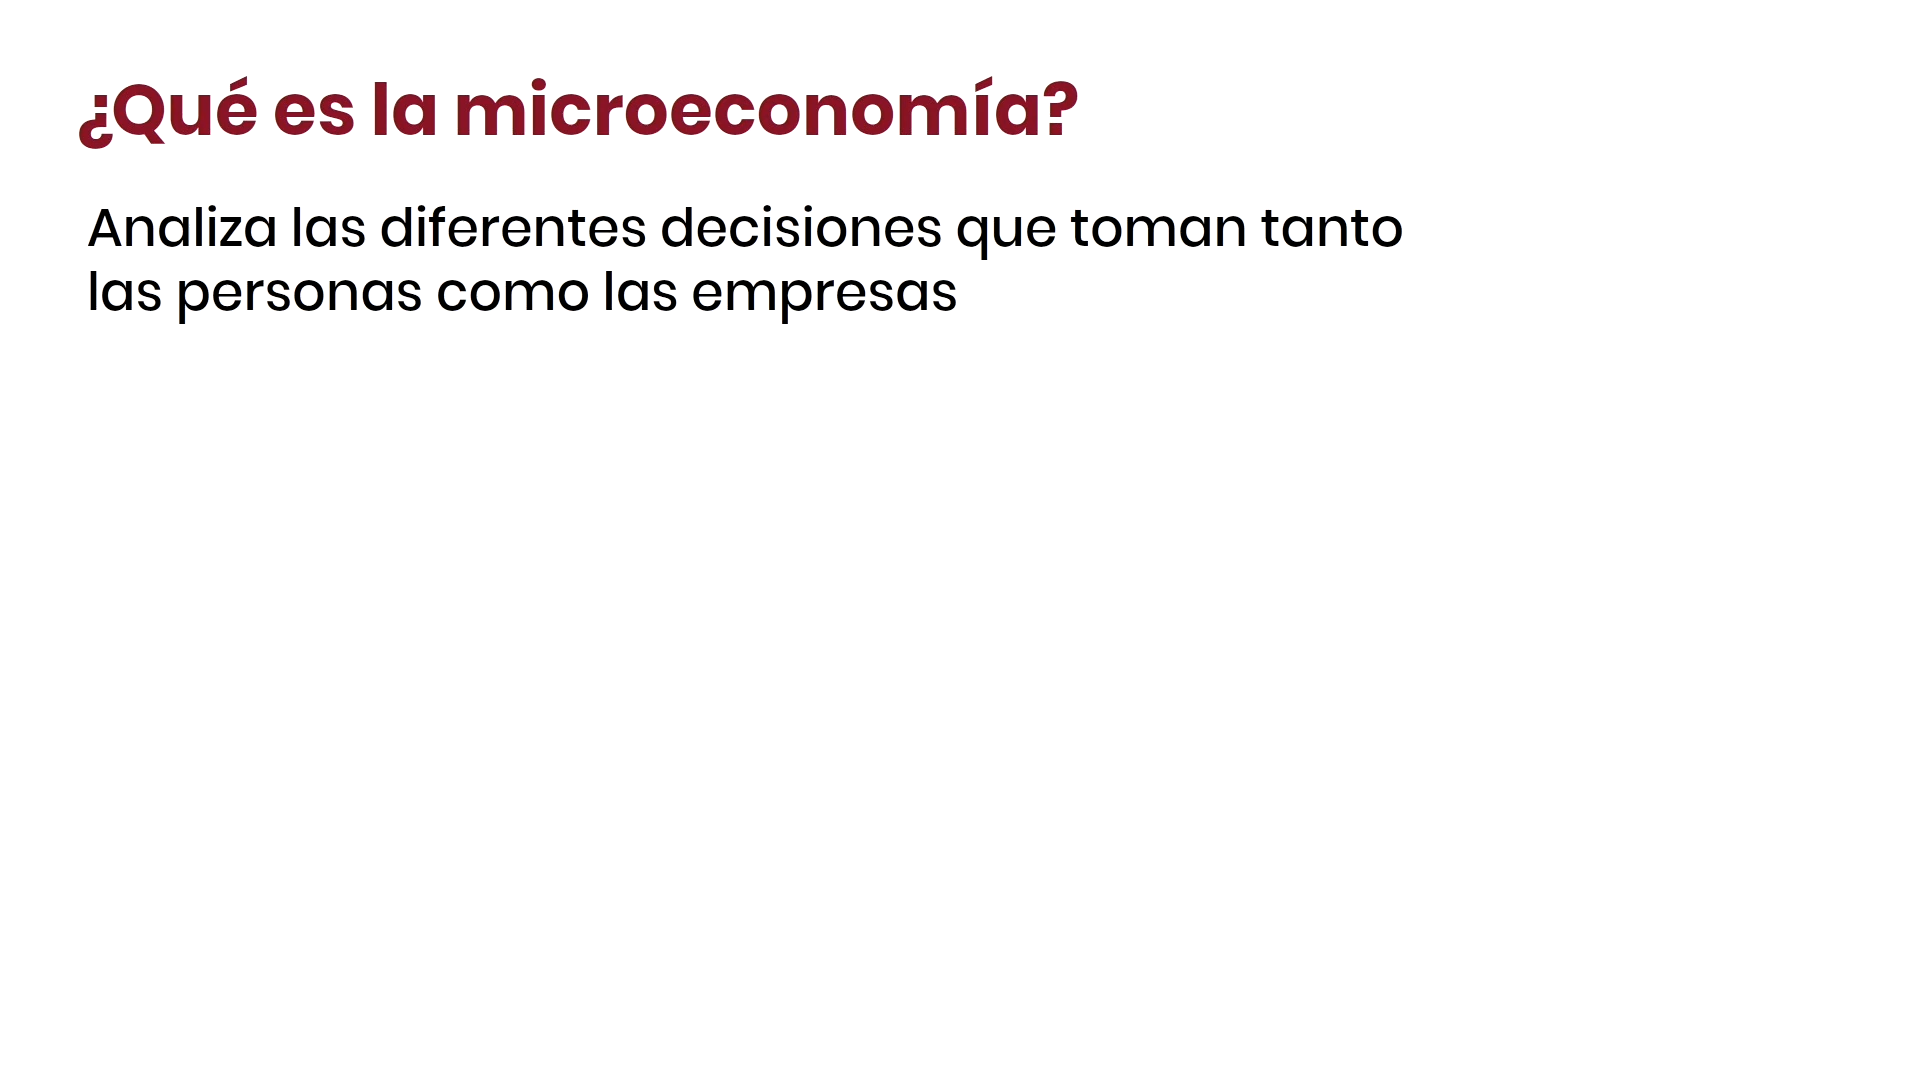 ¿Qué es la microeconomía?
Analiza las diferentes decisiones que toman tanto
las personas como las empresas